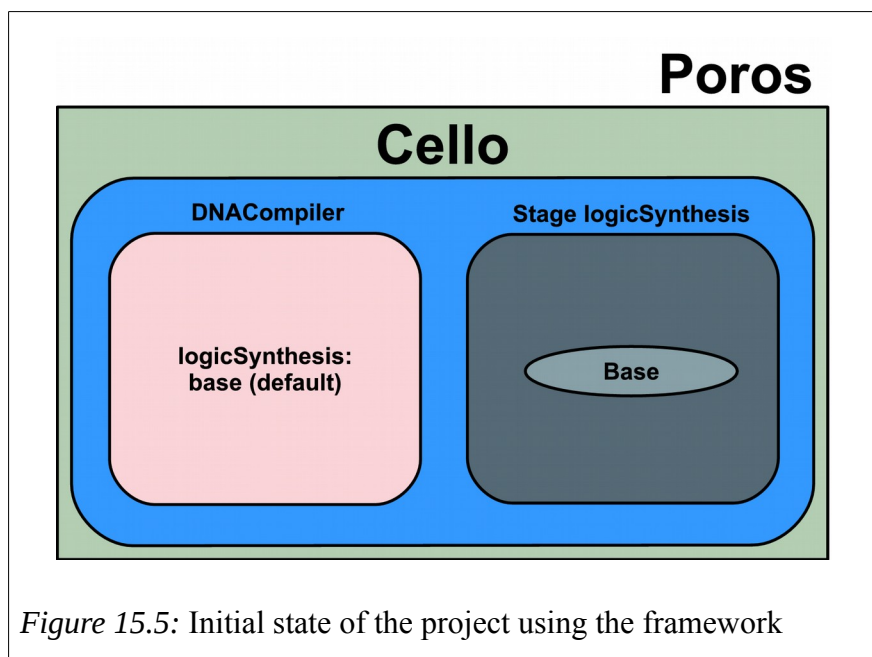 Poros
Cello
DNACompiler
Stage logicSynthesis
logicSynthesis:
base (default)
Base
Figure 15.5: Initial state of the project using the framework